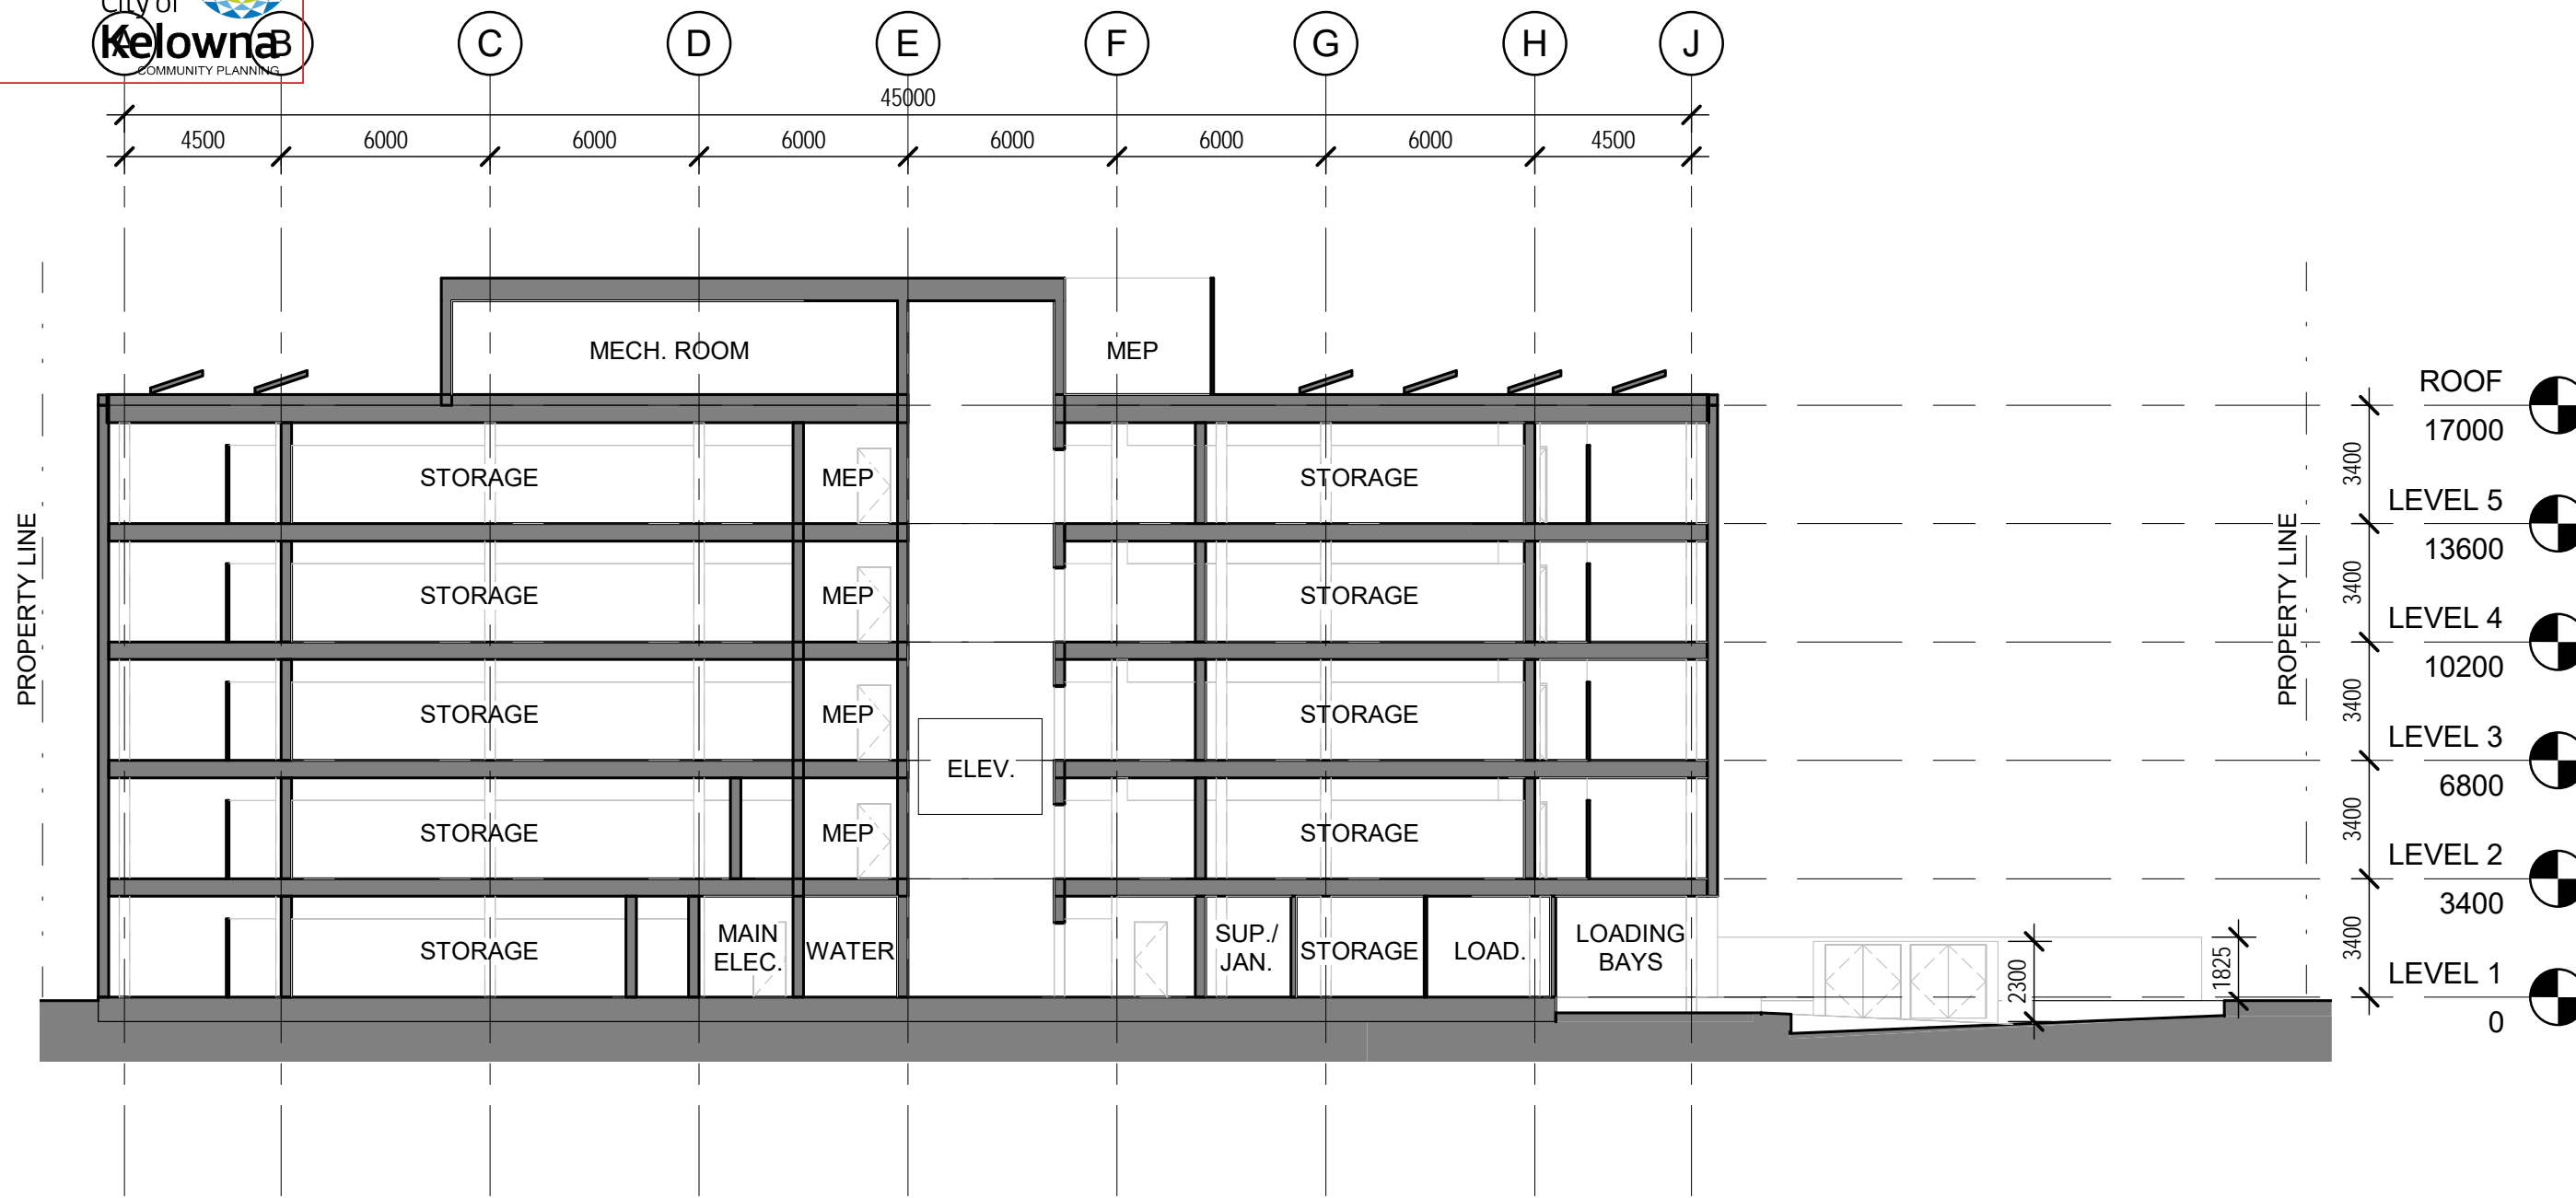 City of
Kelowna
COMMUNITY PLANNING
A B C D E F G H J
45000
4500 6000 6000 6000 6000 6000 6000 4500
MECH. ROOM MEP
ROOF
17000
STORAGE MEP STORAGE
3400
LEVEL 5
13600
STORAGE MEP STORAGE
3400
LEVEL 4
10200
STORAGE MEP STORAGE
3400
LEVEL 3
6800
ELEV.
STORAGE MEP STORAGE
3400
LEVEL 2
3400
PROPERTY LINE
PROPERTY LINE
STORAGE
MAIN
ELEC.
WATER
SUP./
JAN.
STORAGE
LOAD.
LOADING
BAYS
2300
1825
3400
LEVEL 1
0